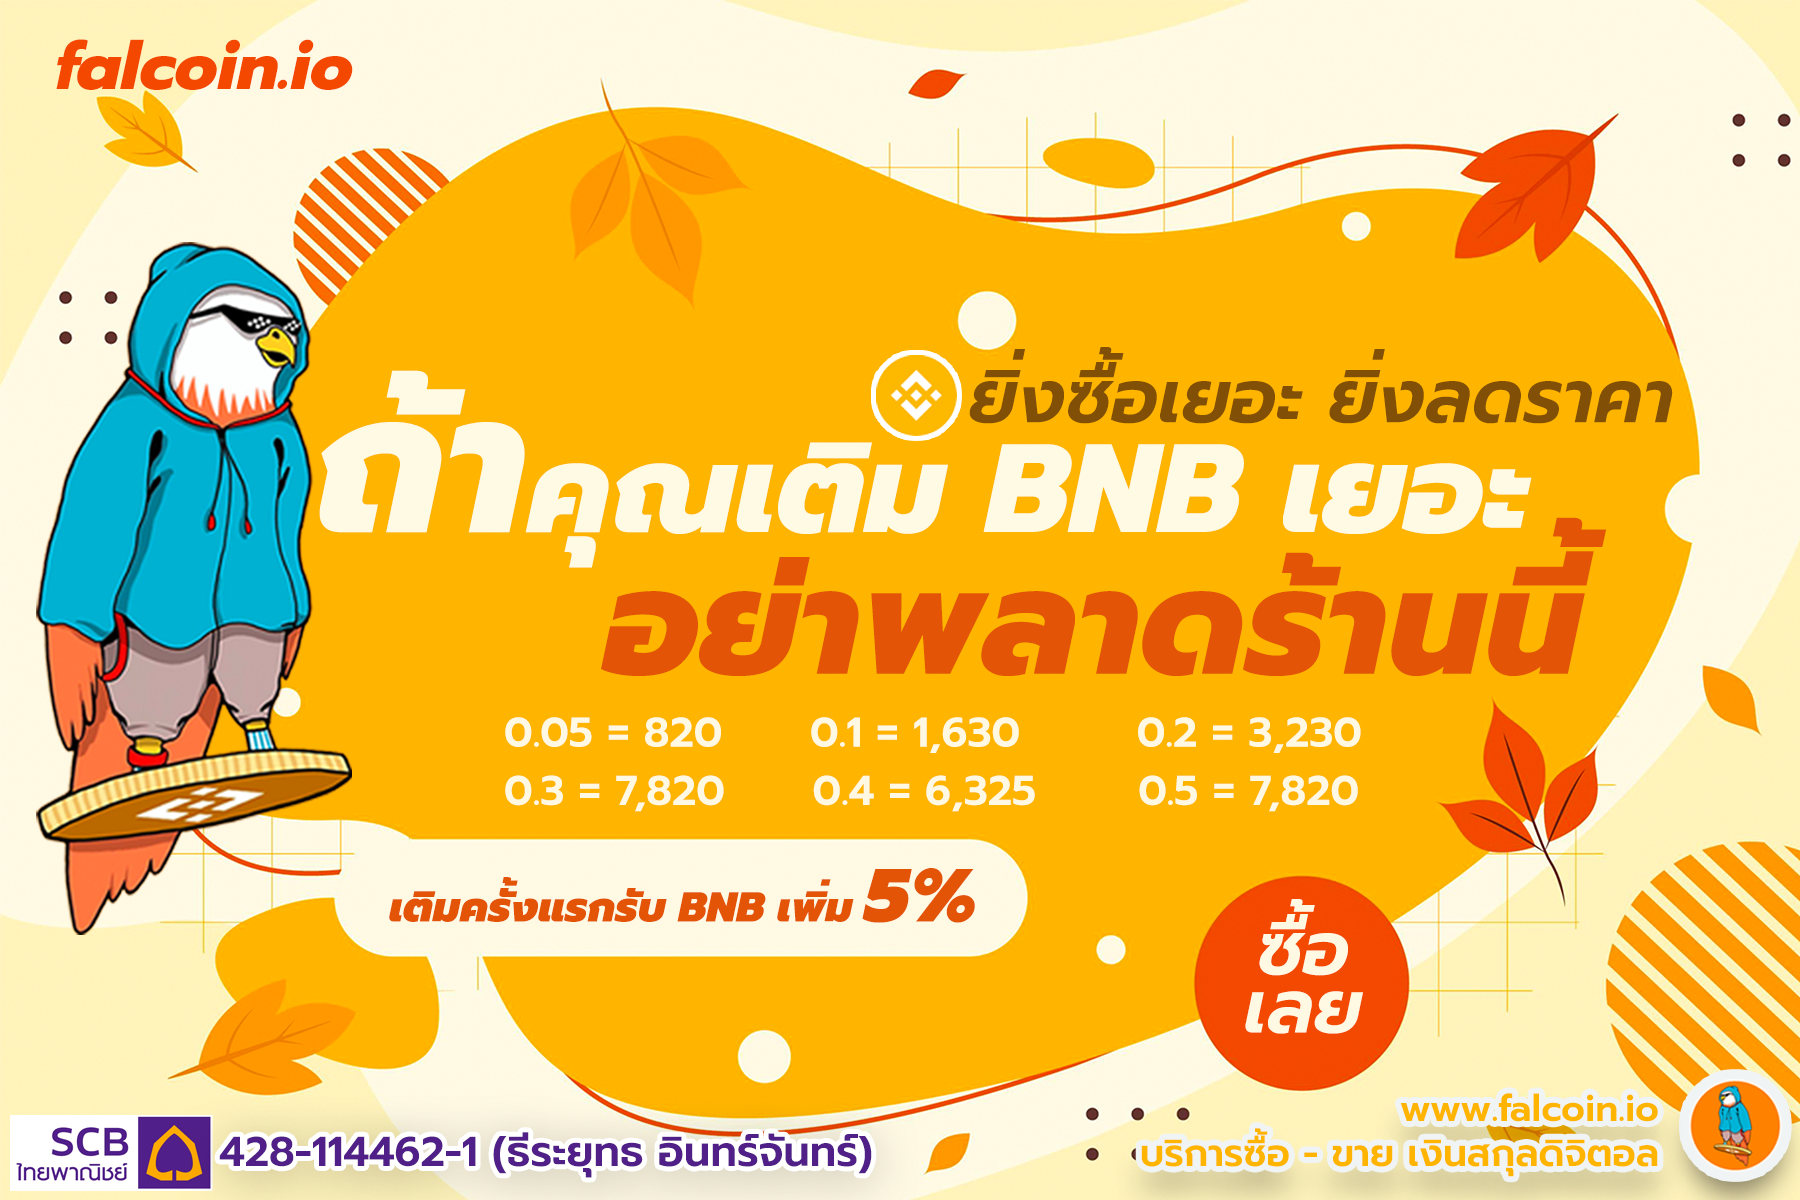 falcoin.io
ยิ่งซื้อเยอะ ยิ่งลดราคา
ถ้าคุณเติม BNB เยอะ
อย่าพลาดร้านนี้
0.05 = 820 0.1 = 1,630 0.2 = 3,230
0.3 = 7,820 0.4 = 6,325 0.5 = 7,820
เติมครั้งแรกรับ BNB เพิ่ม 5%
ซื้อ
เลย
SCB
ไทยพาณิชย์
428-114462-1 (ธีระยุทธ อินทร์จันทร์)
www.falcoin.io
บริการซื้อ - ขาย เงินสกุลดิจิตอล